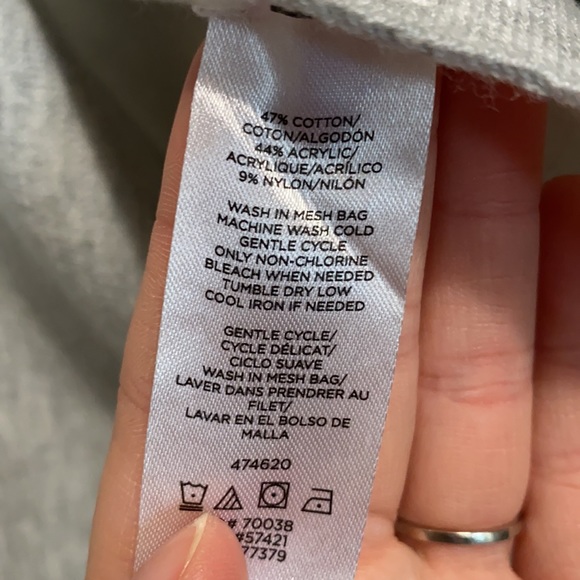 47% COTTON/
COTON/ALGODÓN
44% ACRYLIC/
ACRYLIQUE/ACRÍLICO
9% NYLON/NILÓN
WASH IN MESH BAG
MACHINE WASH COLD
GENTLE CYCLE
ONLY NON-CHLORINE
BLEACH WHEN NEEDED
TUMBLE DRY LOW
COOL IRON IF NEEDED
GENTLE CYCLE/
CYCLE DÉLICAT/
CICLO SUAVE
WASH IN MESH BAG/
LAVER DANS PRENDRER AU
FILET/
LAVAR EN EL BOLSO DE
MALLA
474620
# 70038
#57421
77379